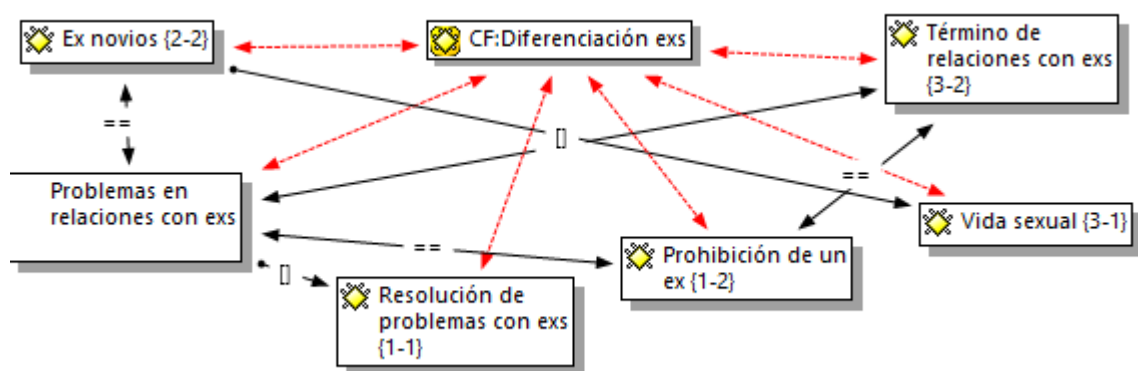 Ex novios {2-2}
CF:Diferenciación exs
Término de
relaciones con exs
{3-2}
==
[]
==
Problemas en
relaciones con exs
Vida sexual {3-1}
==
Prohibición de un
ex {1-2}
[]
Resolución de
problemas con exs
{1-1}